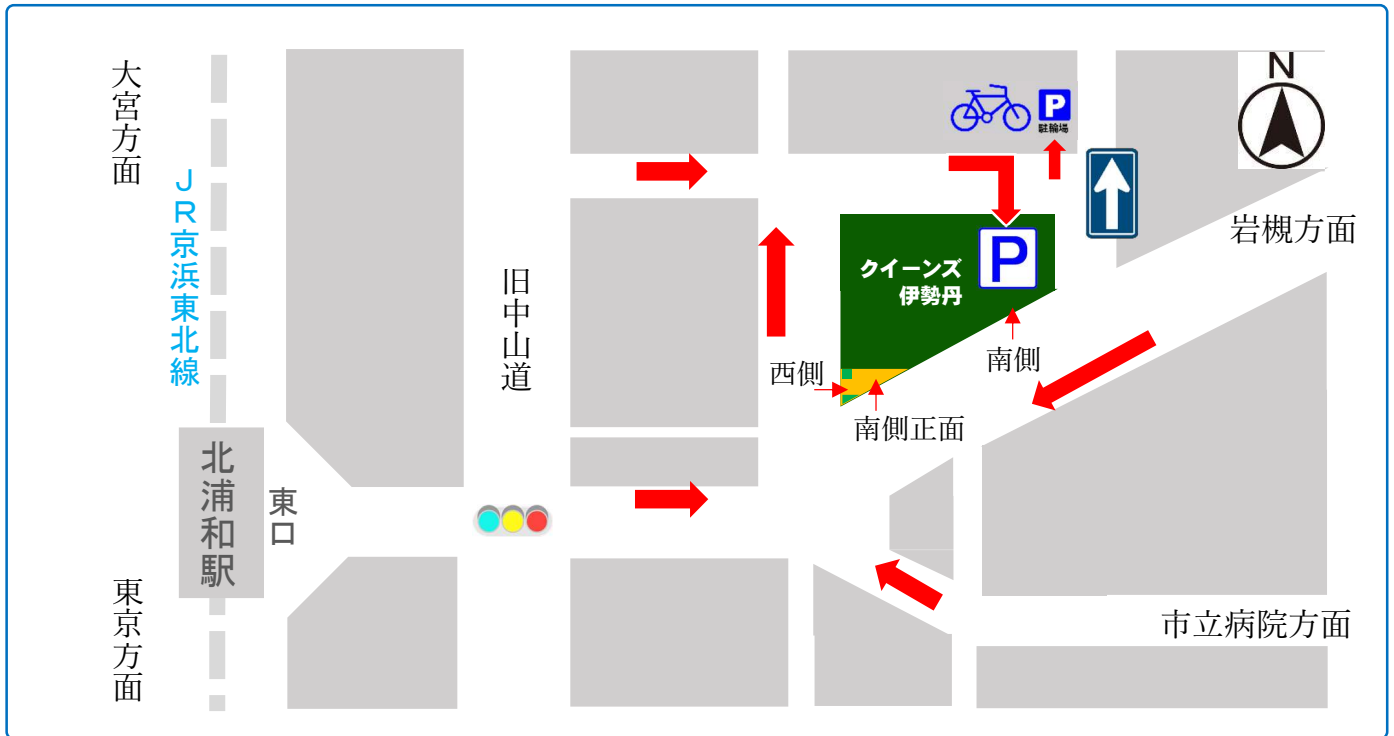 大宮方面
JR京浜東北線
北浦和駅
東口
東京方面
旧中山道
P
駐輪場
N
岩槻方面
クイーンズ
伊勢丹
P
西側
南側
南側正面
市立病院方面